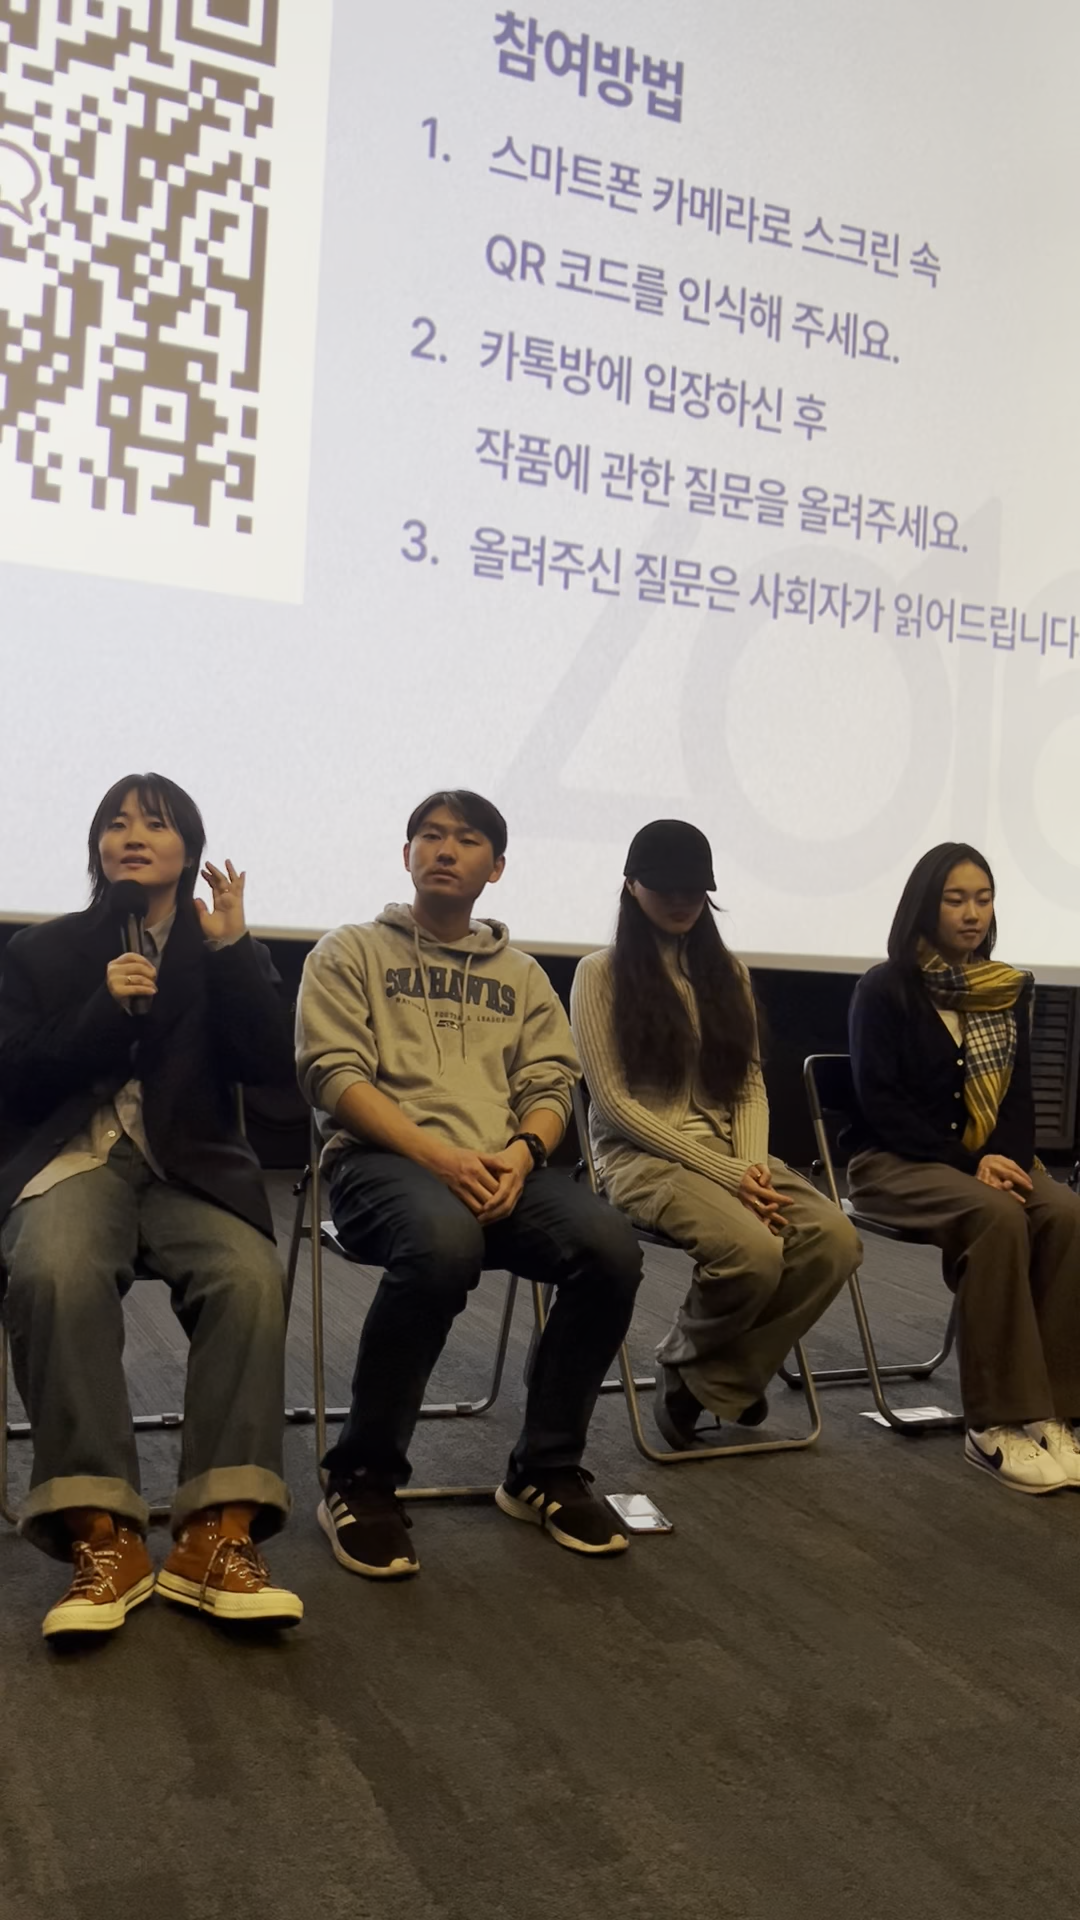 참여방법
1. 스마트폰 카메라로 스크린 속
QR 코드를 인식해 주세요.
2. 카톡방에 입장하신 후
작품에 관한 질문을 올려주세요.
3. 올려주신 질문은 사회자가 읽어드립니다.
SEAHAWKS
NATIONAL FOOTBALL LEAGUE